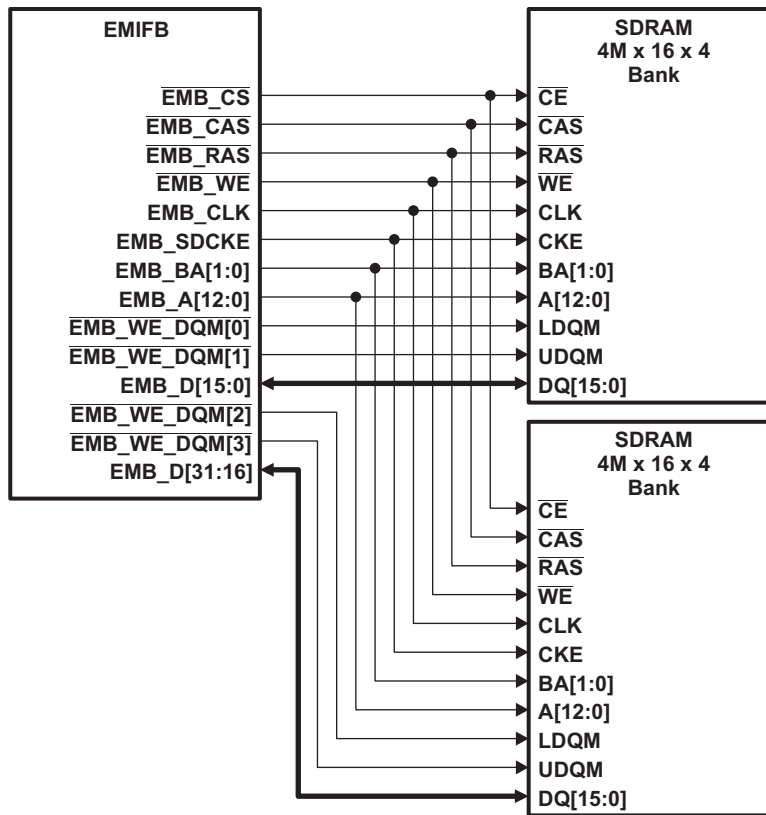 EMIFB
EMB_CS
EMB_CAS
EMB_RAS
EMB_WE
EMB_CLK
EMB_SDCKE
EMB_BA[1:0]
EMB_A[12:0]
EMB_WE_DQM[0]
EMB_WE_DQM[1]
EMB_D[15:0]
EMB_WE_DQM[2]
EMB_WE_DQM[3]
EMB_D[31:16]
SDRAM
4M x 16 x 4
Bank
CE
CAS
RAS
WE
CLK
CKE
BA[1:0]
A[12:0]
LDQM
UDQM
DQ[15:0]
SDRAM
4M x 16 x 4
Bank
CE
CAS
RAS
WE
CLK
CKE
BA[1:0]
A[12:0]
LDQM
UDQM
DQ[15:0]